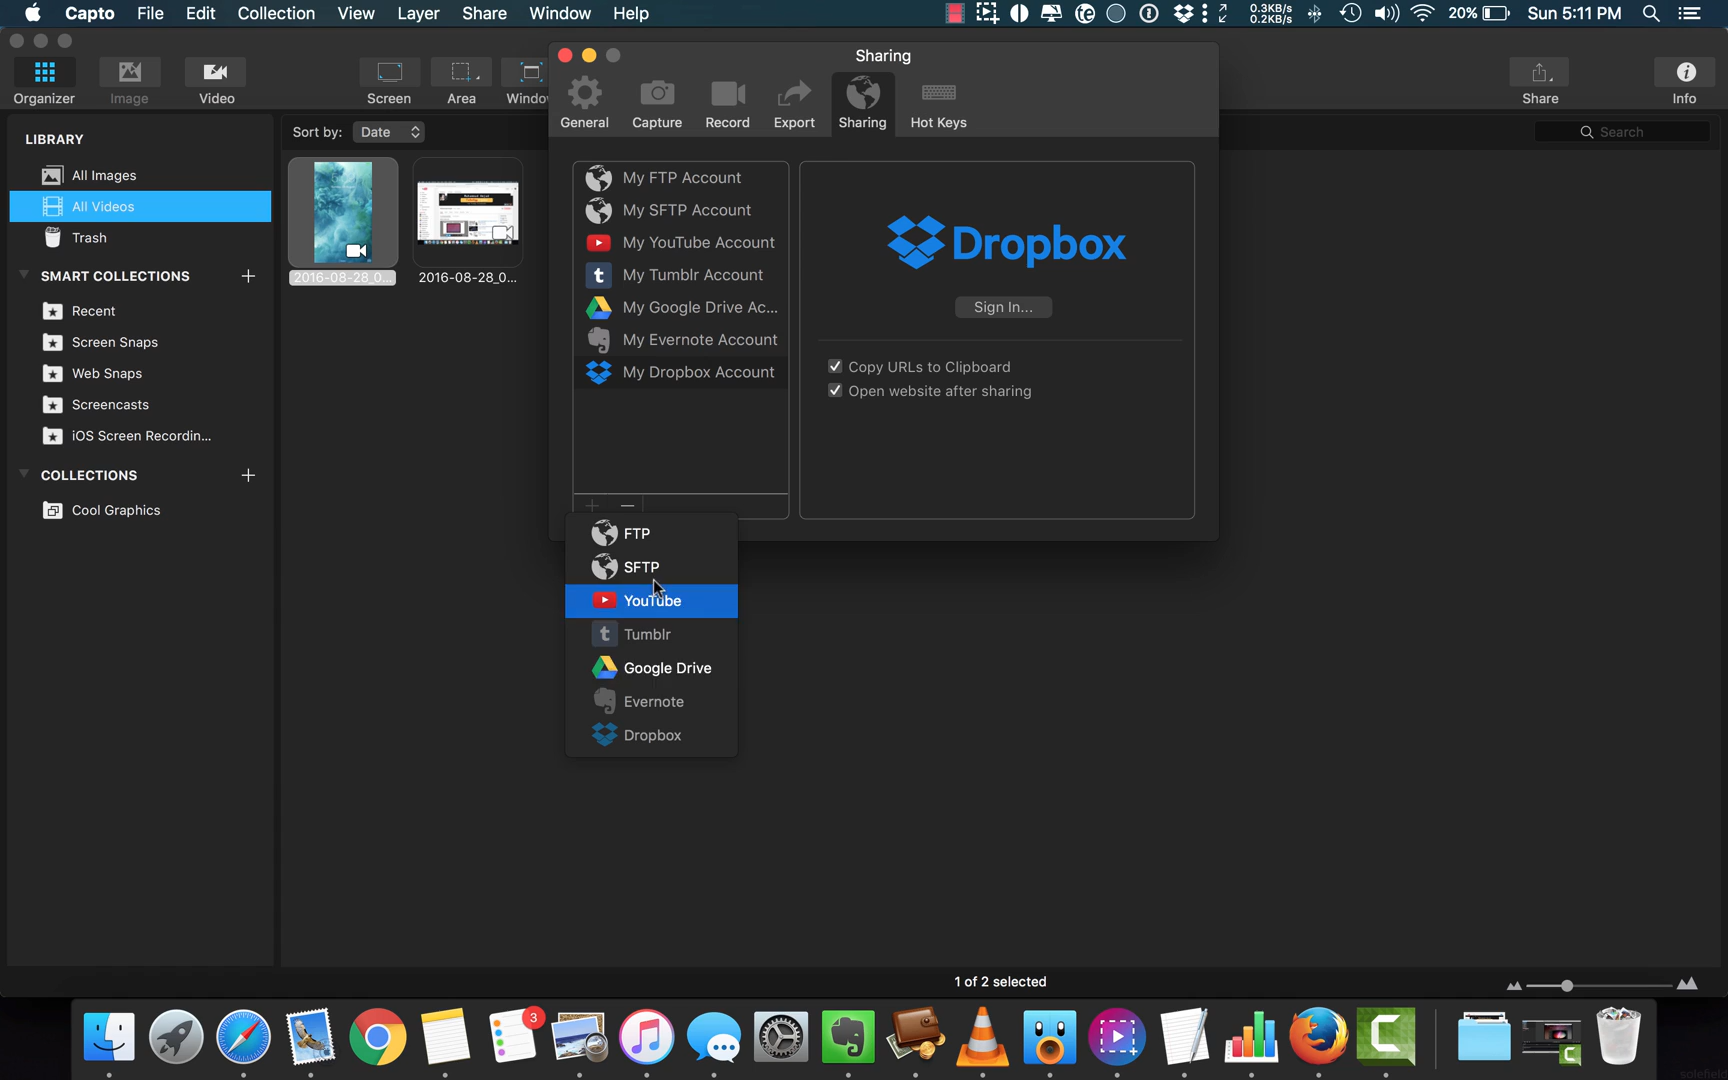 Capto File Edit Collection View Layer Share Window Help
0.3KB/s
0.2KB/s
20% Sun 5:11 PM
Sharing
Organizer Image Video Screen Area Windo
General Capture Record Export Sharing Hot Keys
Share Info
LIBRARY
All Images
All Videos
Trash
SMART COLLECTIONS +
Recent
Screen Snaps
Web Snaps
Screencasts
iOS Screen Recordin...
COLLECTIONS +
Cool Graphics
Sort by: Date
Search
2016-08-28_0... 2016-08-28_0...
My FTP Account
My SFTP Account
My YouTube Account
My Tumblr Account
My Google Drive Ac...
My Evernote Account
My Dropbox Account
+ −
Dropbox
Sign In...
Copy URLs to Clipboard
Open website after sharing
FTP
SFTP
YouTube
Tumblr
Google Drive
Evernote
Dropbox
1 of 2 selected
3